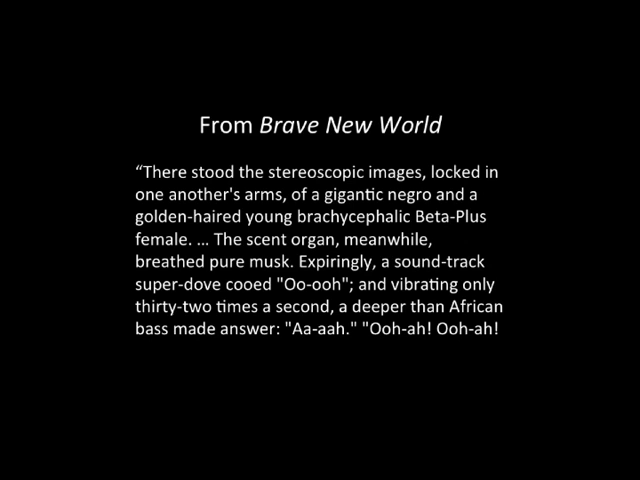 From Brave New World
“There stood the stereoscopic images, locked in
one another's arms, of a gigantic negro and a
golden-haired young brachycephalic Beta-Plus
female. … The scent organ, meanwhile,
breathed pure musk. Expiringly, a sound-track
super-dove cooed "Oo-ooh"; and vibrating only
thirty-two times a second, a deeper than African
bass made answer: "Aa-aah." "Ooh-ah! Ooh-ah!